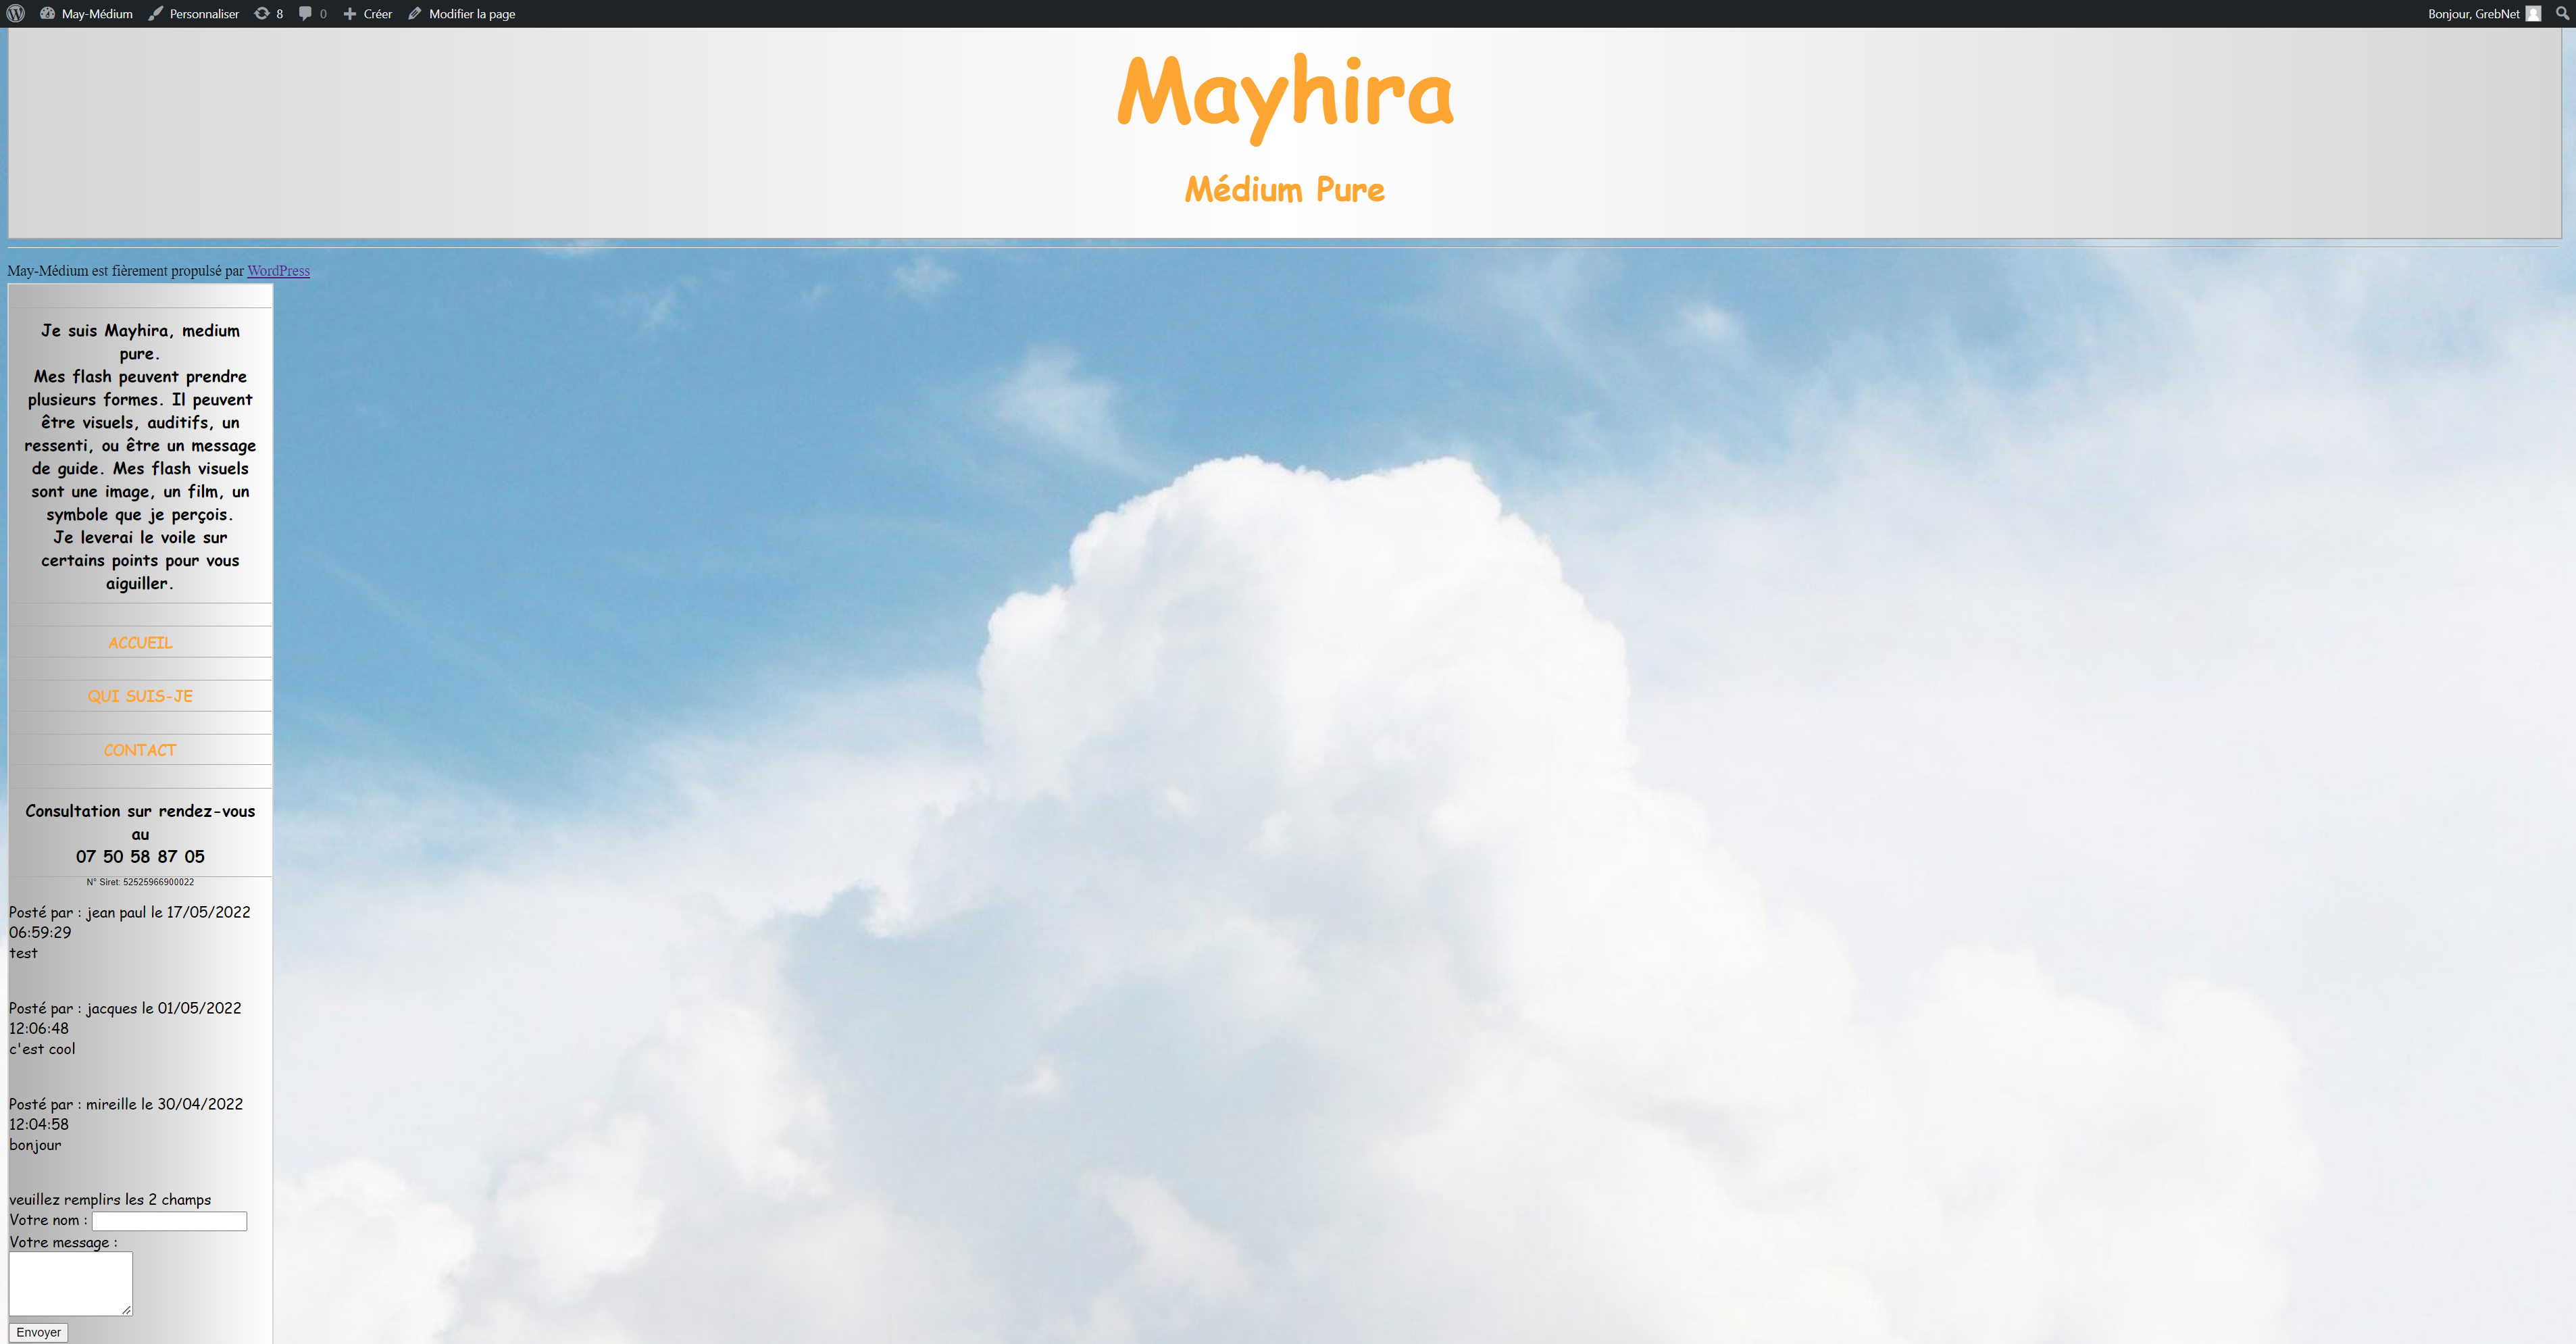 May-Médium Personnaliser 8 0 Créer Modifier la page Bonjour, GrebNet
Mayhira
Médium Pure
May-Médium est fièrement propulsé par WordPress
Je suis Mayhira, medium
pure.
Mes flash peuvent prendre
plusieurs formes. Il peuvent
être visuels, auditifs, un
ressenti, ou être un message
de guide. Mes flash visuels
sont une image, un film, un
symbole que je perçois.
Je leverai le voile sur
certains points pour vous
aiguiller.
ACCUEIL
QUI SUIS-JE
CONTACT
Consultation sur rendez-vous
au
07 50 58 87 05
N° Siret: 52525966900022
Posté par : jean paul le 17/05/2022
06:59:29
test
Posté par : jacques le 01/05/2022
12:06:48
c'est cool
Posté par : mireille le 30/04/2022
12:04:58
bonjour
veuillez remplirs les 2 champs
Votre nom :
Votre message :
Envoyer